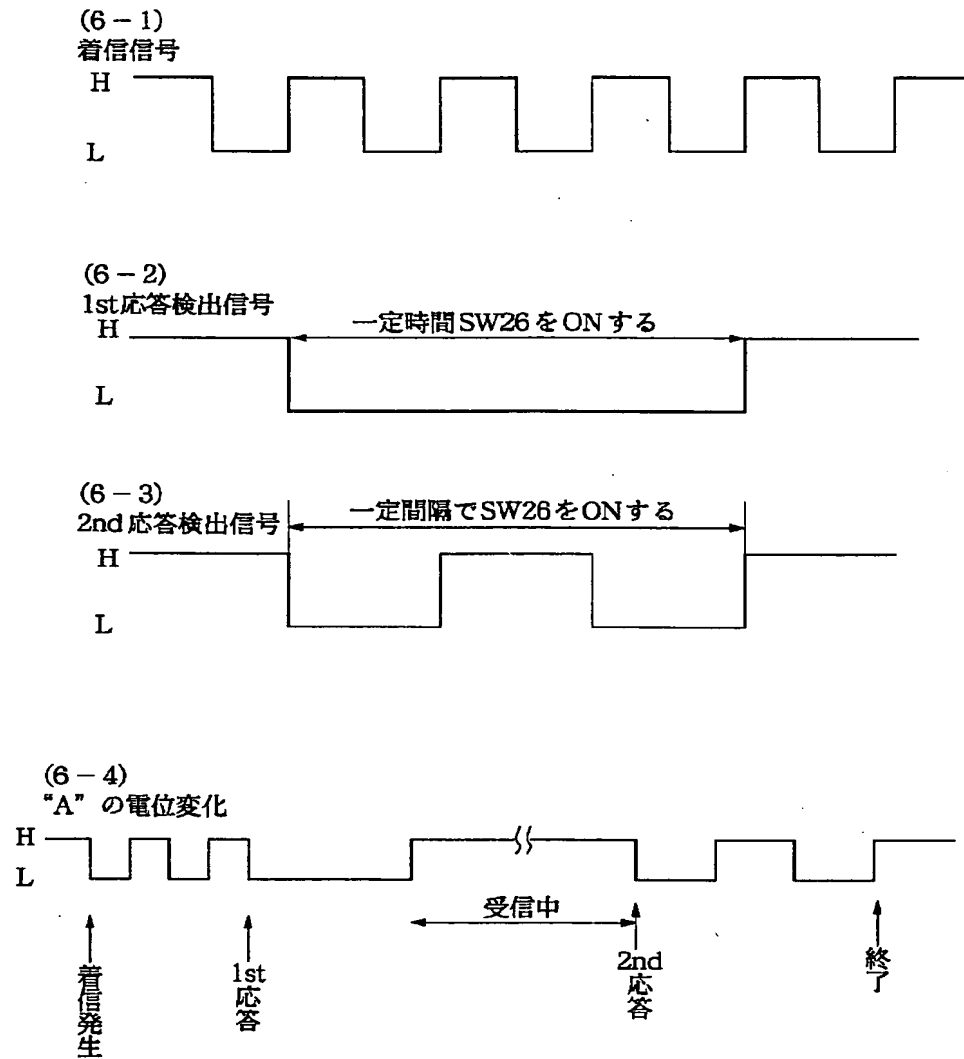 (6-1)
着信信号
H
L
(6-2)
1st応答検出信号
H
一定時間SW26をONする
L
(6-3)
2nd応答検出信号
一定間隔でSW26をONする
H
L
(6-4)
“A”の電位変化
H
L
受信中
着信発生
1st応答
2nd応答
終了